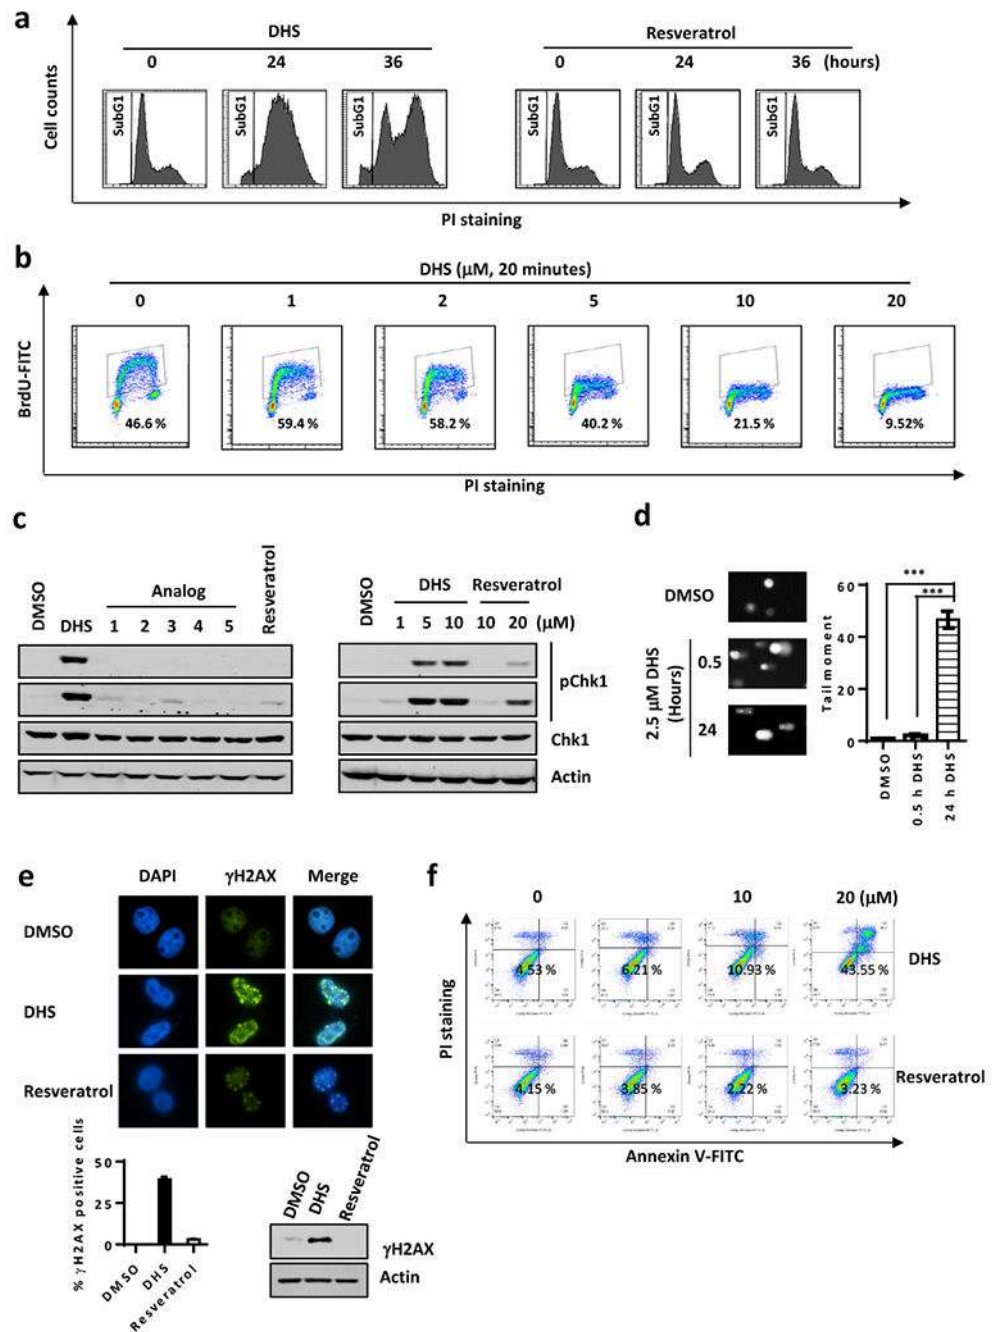 a
DHS
Resveratrol
0 24 36
0 24 36 (hours)
Cell counts
SubG1 SubG1 SubG1 SubG1 SubG1 SubG1
PI staining
b
DHS (μM, 20 minutes)
0 1 2 5 10 20
BrdU-FITC
46.6 % 59.4 % 58.2 % 40.2 % 21.5 % 9.52%
PI staining
c
DMSO DHS Analog Resveratrol
1 2 3 4 5
DMSO DHS Resveratrol
1 5 10 10 20 (μM)
pChk1
Chk1
Actin
d
DMSO
2.5 μM DHS
(Hours)
0.5
24
Tail moment
60
40
20
0
***
***
DMSO
0.5 h DHS
24 h DHS
e
DAPI γH2AX Merge
DMSO
DHS
Resveratrol
% γH2AX positive cells
50
25
0
DMSO
DHS
Resveratrol
DMSO
DHS
Resveratrol
γH2AX
Actin
f
0 10 20 (μM)
PI staining
4.53 % 6.21 % 10.93 % 43.55 %
DHS
4.15 % 3.85 % 2.22 % 3.23 %
Resveratrol
Annexin V-FITC